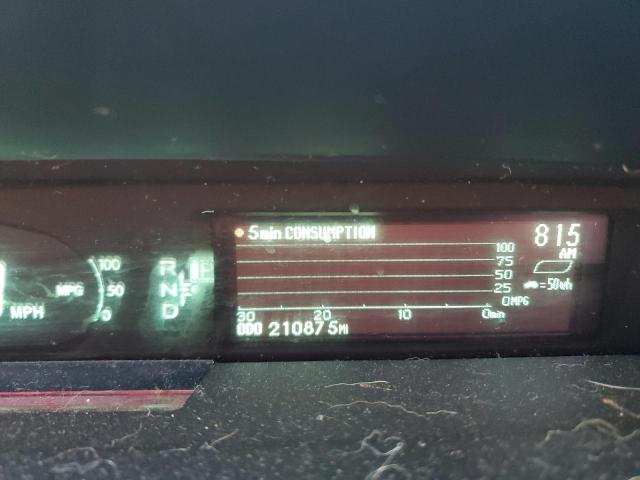 5min CONSUMPTION
815
AM
100
75
50
25
0MPG
=50Wh
30 20 10 0min
ODO 210875MI
MPH
MPG
100
50
0
R
N
D